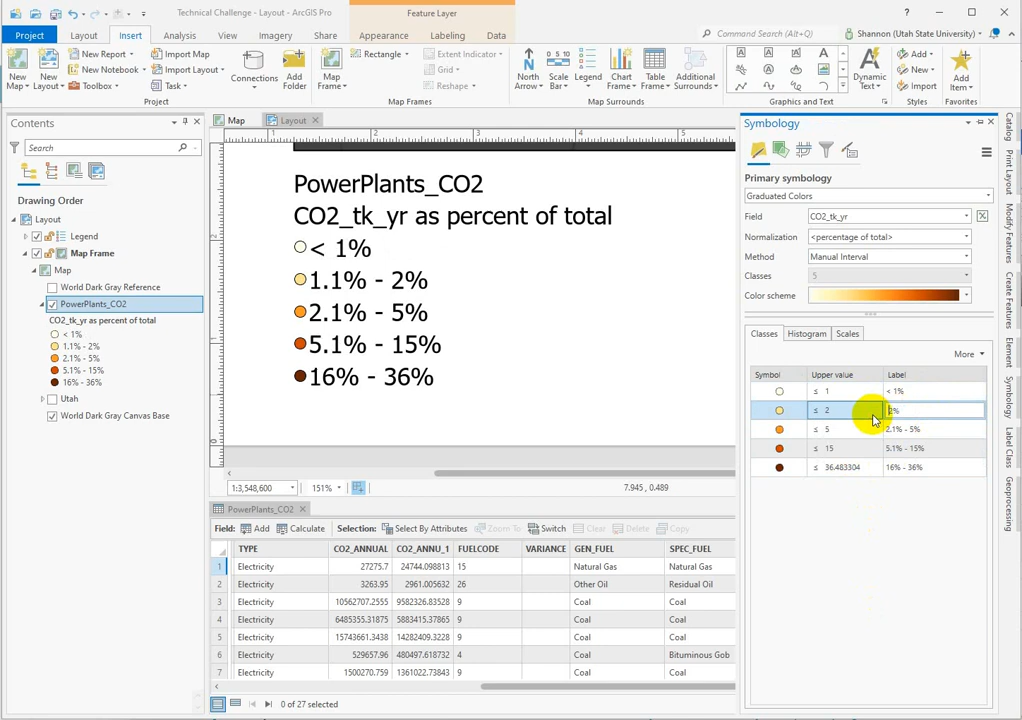 Technical Challenge - Layout - ArcGIS Pro
Feature Layer
?
Project Layout Insert Analysis View Imagery Share Appearance Labeling Data
Command Search (Alt+Q)
Shannon (Utah State University)
New Map
New Layout
New Report
New Notebook
Toolbox
Import Map
Import Layout
Task
Connections
Add Folder
Project
Map Frame
Rectangle
Extent Indicator
Grid
Reshape
Map Frames
North Arrow
Scale Bar
Legend
Chart Frame
Table Frame
Additional Surrounds
Map Surrounds
Graphics and Text
Dynamic Text
Add
New
Import
Styles
Add Item
Favorites
Contents
Search
Drawing Order
Layout
Legend
Map Frame
Map
World Dark Gray Reference
PowerPlants_CO2
CO2_tk_yr as percent of total
< 1%
1.1% - 2%
2.1% - 5%
5.1% - 15%
16% - 36%
Utah
World Dark Gray Canvas Base
Map
Layout
1 2 3 4 5
PowerPlants_CO2
CO2_tk_yr as percent of total
< 1%
1.1% - 2%
2.1% - 5%
5.1% - 15%
16% - 36%
1:3,548,600
151%
7.945, 0.489
PowerPlants_CO2
Field: Add Calculate Selection: Select By Attributes Zoom To Switch Clear Delete Copy
TYPE CO2_ANNUAL CO2_ANNU_1 FUELCODE VARIANCE GEN_FUEL SPEC_FUEL
1 Electricity 27275.7 24744.098813 15 Natural Gas Natural Gas
2 Electricity 3263.95 2961.005632 26 Other Oil Residual Oil
3 Electricity 10562707.2555 9582326.83528 9 Coal Coal
4 Electricity 6485355.31875 5883415.37865 9 Coal Coal
5 Electricity 15743661.3438 14282409.3228 9 Coal Coal
6 Electricity 529657.96 480497.618732 4 Coal Bituminous Gob
7 Electricity 1500270.759 1361022.73843 9 Coal Coal
0 of 27 selected
Symbology
Primary symbology
Graduated Colors
Field CO2_tk_yr
Normalization <percentage of total>
Method Manual Interval
Classes 5
Color scheme
Classes Histogram Scales
More
Symbol Upper value Label
≤ 1 < 1%
≤ 2 2%
≤ 5 2.1% - 5%
≤ 15 5.1% - 15%
≤ 36.483304 16% - 36%
Catalog
Print Layout
Modify Features
Create Features
Element
Symbology
Label Class
Geoprocessing